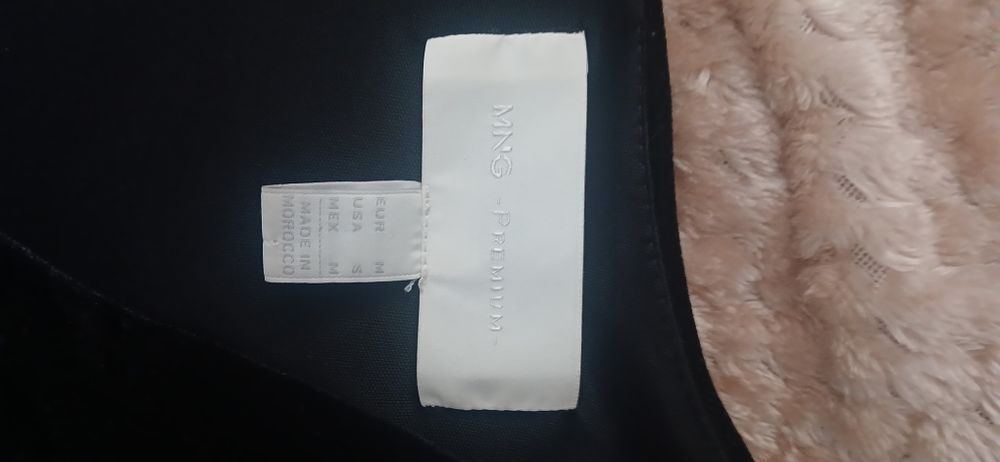 MNG
- PREMIUM -
EUR M
USA S
MEX M
MADE IN
MOROCCO